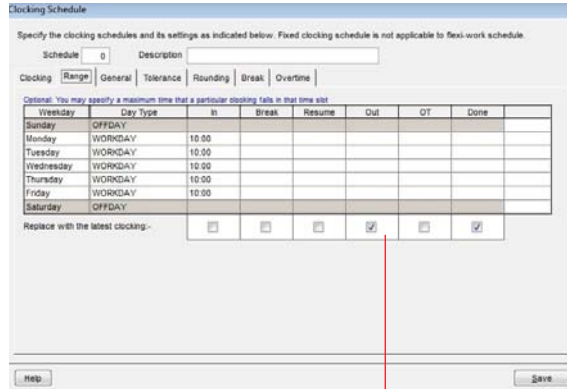 Clocking Schedule
Specify the clocking schedules and its settings as indicated below. Fixed clocking schedule is not applicable to flexi-work schedule.
Schedule 0 Description
Clocking Range General Tolerance Rounding Break Overtime
Optional: You may specify a maximum time that a particular clocking falls in that time slot
Weekday Day Type In Break Resume Out OT Done
Sunday OFFDAY
Monday WORKDAY 10:00
Tuesday WORKDAY 10:00
Wednesday WORKDAY 10:00
Thursday WORKDAY 10:00
Friday WORKDAY 10:00
Saturday OFFDAY
Replace with the latest clocking:-
Help Save